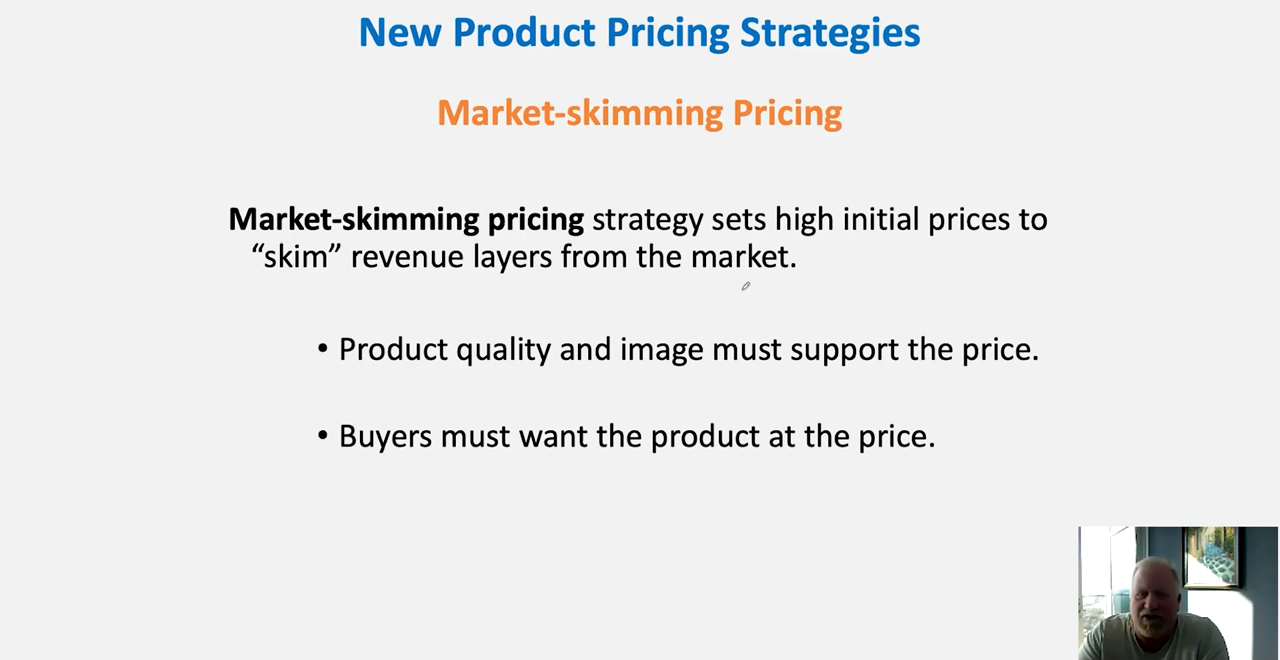 New Product Pricing Strategies
Market-skimming Pricing
Market-skimming pricing strategy sets high initial prices to
“skim” revenue layers from the market.
• Product quality and image must support the price.
• Buyers must want the product at the price.